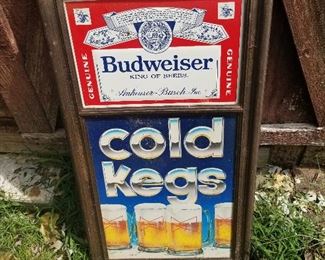 GENUINE
Budweiser
KING OF BEERS.
Anheuser-Busch, Inc.
GENUINE
cold
kegs